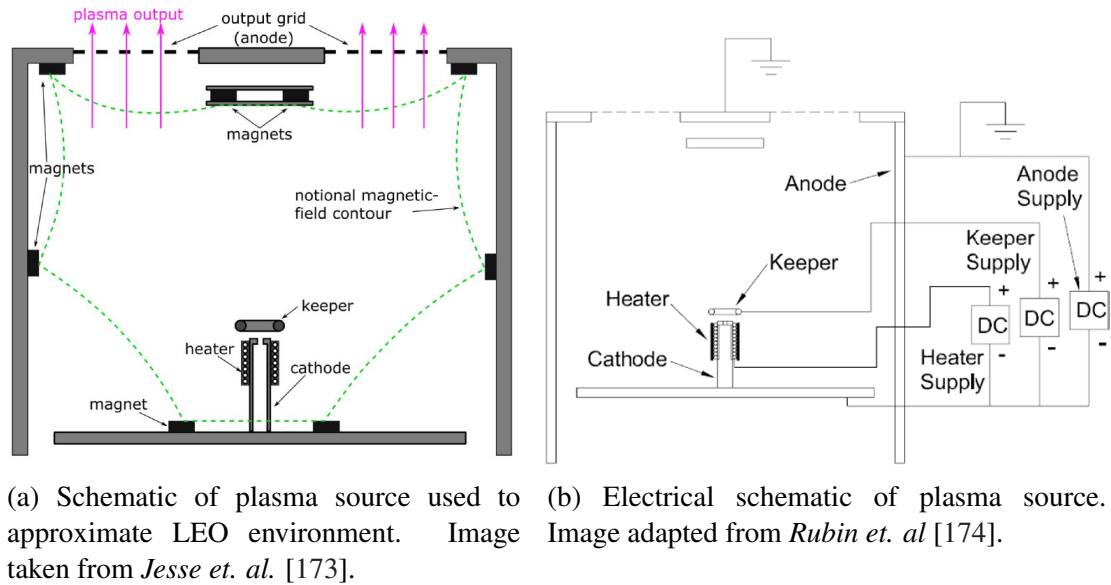 plasma output
output grid
(anode)
magnets
magnets
notional magnetic-
field contour
keeper
heater
cathode
magnet
Anode
Anode
Supply
Keeper
Supply
Keeper
Heater
Cathode
Heater
Supply
+
DC
-
+
DC
-
+
DC
-
(a) Schematic of plasma source used to
approximate LEO environment. Image
taken from Jesse et. al. [173].
(b) Electrical schematic of plasma source.
Image adapted from Rubin et. al [174].